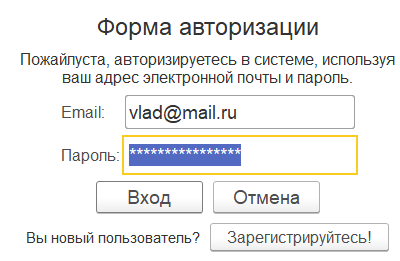 Форма авторизации
Пожайлуста, авторизируетесь в системе, используя
ваш адрес электронной почты и пароль.
Email: vlad@mail.ru
Пароль: ****************
Вход Отмена
Вы новый пользователь? Зарегистрируйтесь!